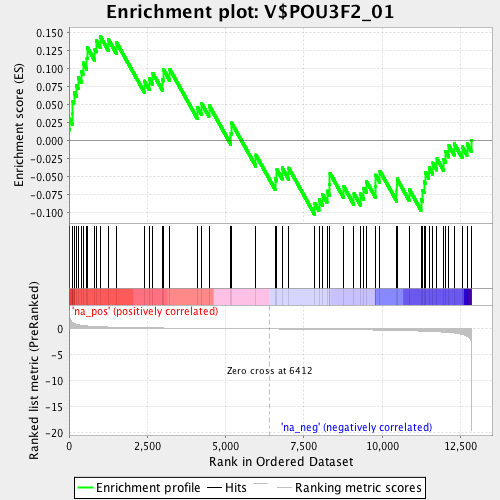 Enrichment plot: V$POU3F2_01
Enrichment score (ES)
0.150
0.125
0.100
0.075
0.050
0.025
0.000
-0.025
-0.050
-0.075
-0.100
'na_pos' (positively correlated)
Ranked list metric (PreRanked)
0
-5
-10
-15
-20
Zero cross at 6412
'na_neg' (negatively correlated)
0
2,500
5,000
7,500
10,000
12,500
Rank in Ordered Dataset
Enrichment profile
Hits
Ranking metric scores